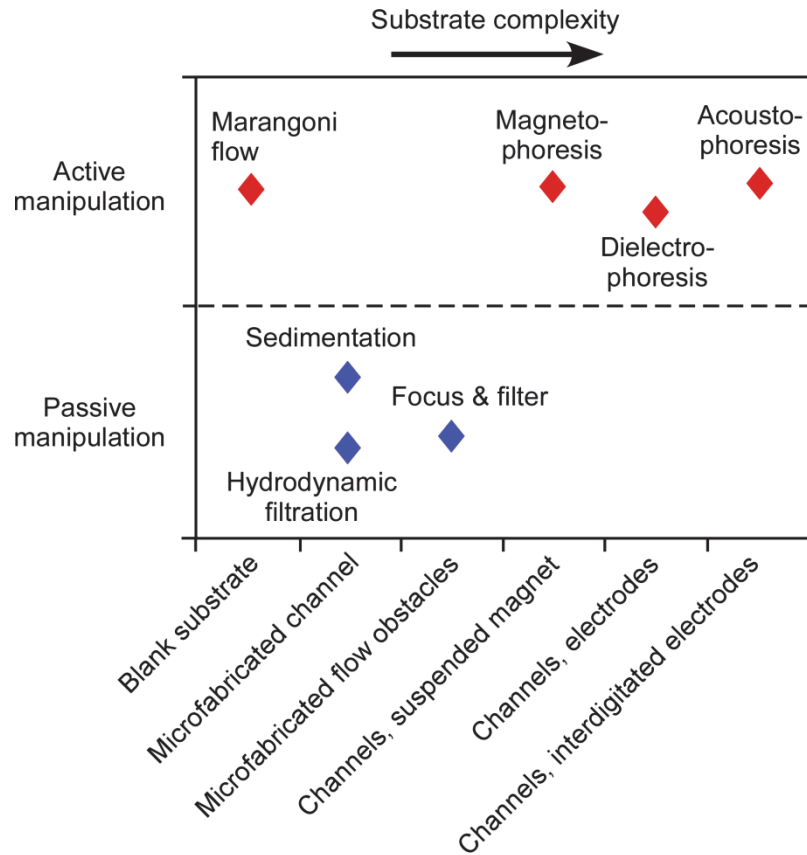 Substrate complexity
Marangoni
flow
Magneto-
phoresis
Acousto-
phoresis
Active
manipulation
Dielectro-
phoresis
Sedimentation
Focus & filter
Passive
manipulation
Hydrodynamic
filtration
Blank substrate
Microfabricated channel
Microfabricated flow obstacles
Channels, suspended magnet
Channels, electrodes
Channels, interdigitated electrodes